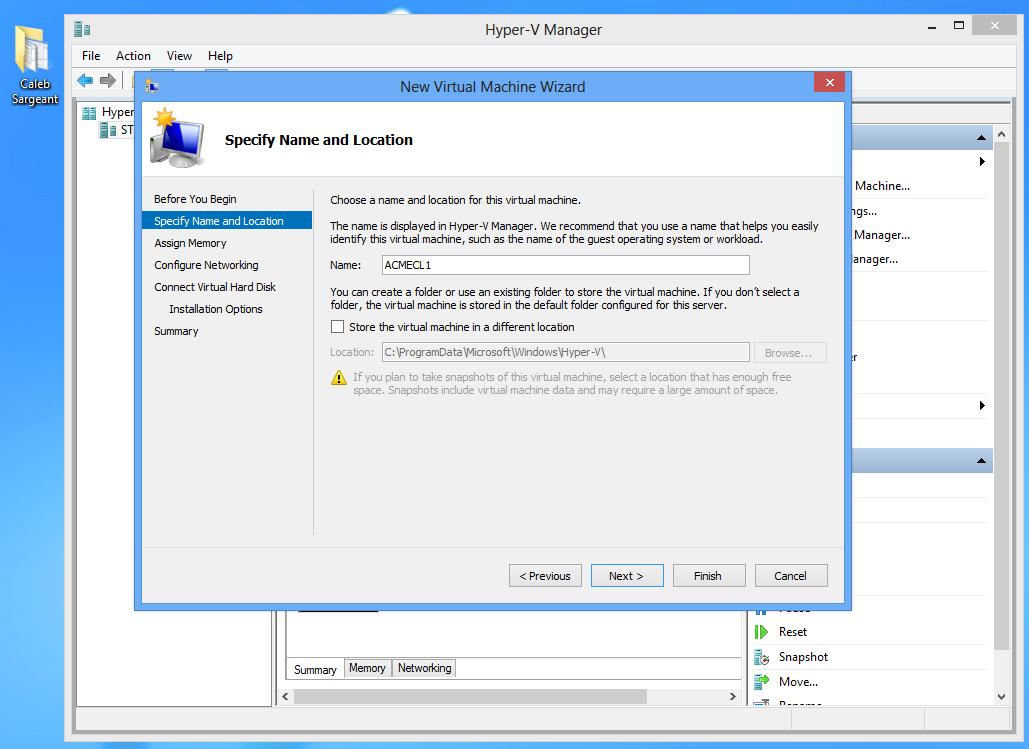 Caleb
Sargeant
Hyper-V Manager
File Action View Help
New Virtual Machine Wizard
Hyper
ST
Specify Name and Location
Before You Begin
Specify Name and Location
Assign Memory
Configure Networking
Connect Virtual Hard Disk
Installation Options
Summary
Choose a name and location for this virtual machine.
The name is displayed in Hyper-V Manager. We recommend that you use a name that helps you easily
identify this virtual machine, such as the name of the guest operating system or workload.
Name: ACMECL1
You can create a folder or use an existing folder to store the virtual machine. If you don't select a
folder, the virtual machine is stored in the default folder configured for this server.
Store the virtual machine in a different location
Location: C:\ProgramData\Microsoft\Windows\Hyper-V\ Browse...
If you plan to take snapshots of this virtual machine, select a location that has enough free
space. Snapshots include virtual machine data and may require a large amount of space.
< Previous Next > Finish Cancel
Machine...
ngs...
Manager...
anager...
er
Reset
Snapshot
Move...
Summary Memory Networking